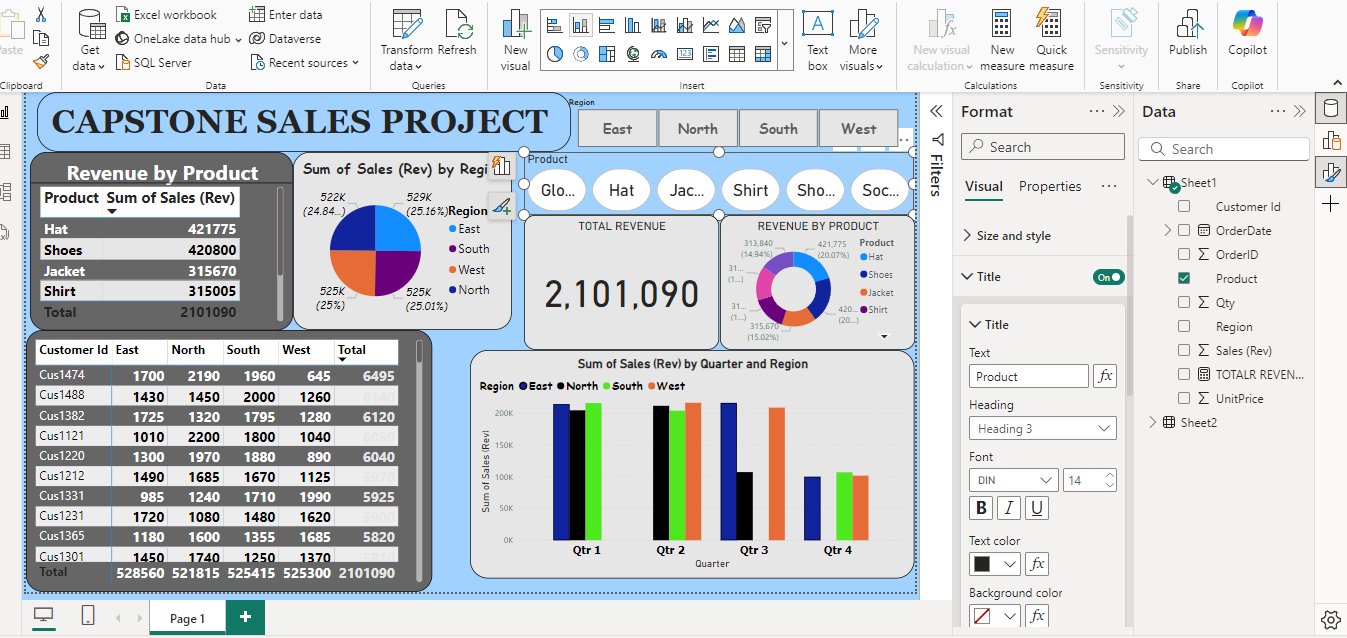 Paste
Clipboard
Get data
Excel workbook
OneLake data hub
SQL Server
Enter data
Dataverse
Recent sources
Data
Transform data
Refresh
Queries
New visual
123
A
Text box
More visuals
Insert
New visual calculation
New measure
Quick measure
Calculations
Sensitivity
Sensitivity
Publish
Share
Copilot
Copilot
CAPSTONE SALES PROJECT
Region
East
North
South
West
Product
Glo...
Hat
Jac...
Shirt
Sho...
Soc...
Revenue by Product
Product Sum of Sales (Rev)
Hat 421775
Shoes 420800
Jacket 315670
Shirt 315005
Total 2101090
Sum of Sales (Rev) by Regi
522K
(24.84...)
529K
(25.16%)
525K
(25%)
525K
(25.01%)
Region
East
South
West
North
TOTAL REVENUE
2,101,090
REVENUE BY PRODUCT
313,840
(14.94%)
421,775
(20.07%)
31...
(1...)
31...
(1...)
315,670
(15.02%)
420...
(20...)
Product
Hat
Shoes
Jacket
Shirt
Customer Id East North South West Total
Cus1474 1700 2190 1960 645 6495
Cus1488 1430 1450 2000 1260 6140
Cus1382 1725 1320 1795 1280 6120
Cus1121 1010 2200 1800 1040 6050
Cus1220 1300 1970 1880 890 6040
Cus1212 1490 1685 1670 1125 5970
Cus1331 985 1240 1710 1990 5925
Cus1231 1720 1080 1480 1620 5900
Cus1365 1180 1600 1355 1685 5820
Cus1301 1450 1740 1250 1370 5810
Total 528560 521815 525415 525300 2101090
Sum of Sales (Rev) by Quarter and Region
Region East North South West
Sum of Sales (Rev)
200K
150K
100K
50K
0K
Qtr 1
Qtr 2
Qtr 3
Qtr 4
Quarter
Filters
Format
Search
Visual
Properties
Size and style
Title
On
Title
Text
Product
fx
Heading
Heading 3
Font
DIN
14
B
I
U
Text color
fx
Background color
fx
Data
Search
Sheet1
Customer Id
OrderDate
OrderID
Product
Qty
Region
Sales (Rev)
TOTALR REVEN...
UnitPrice
Sheet2
Page 1